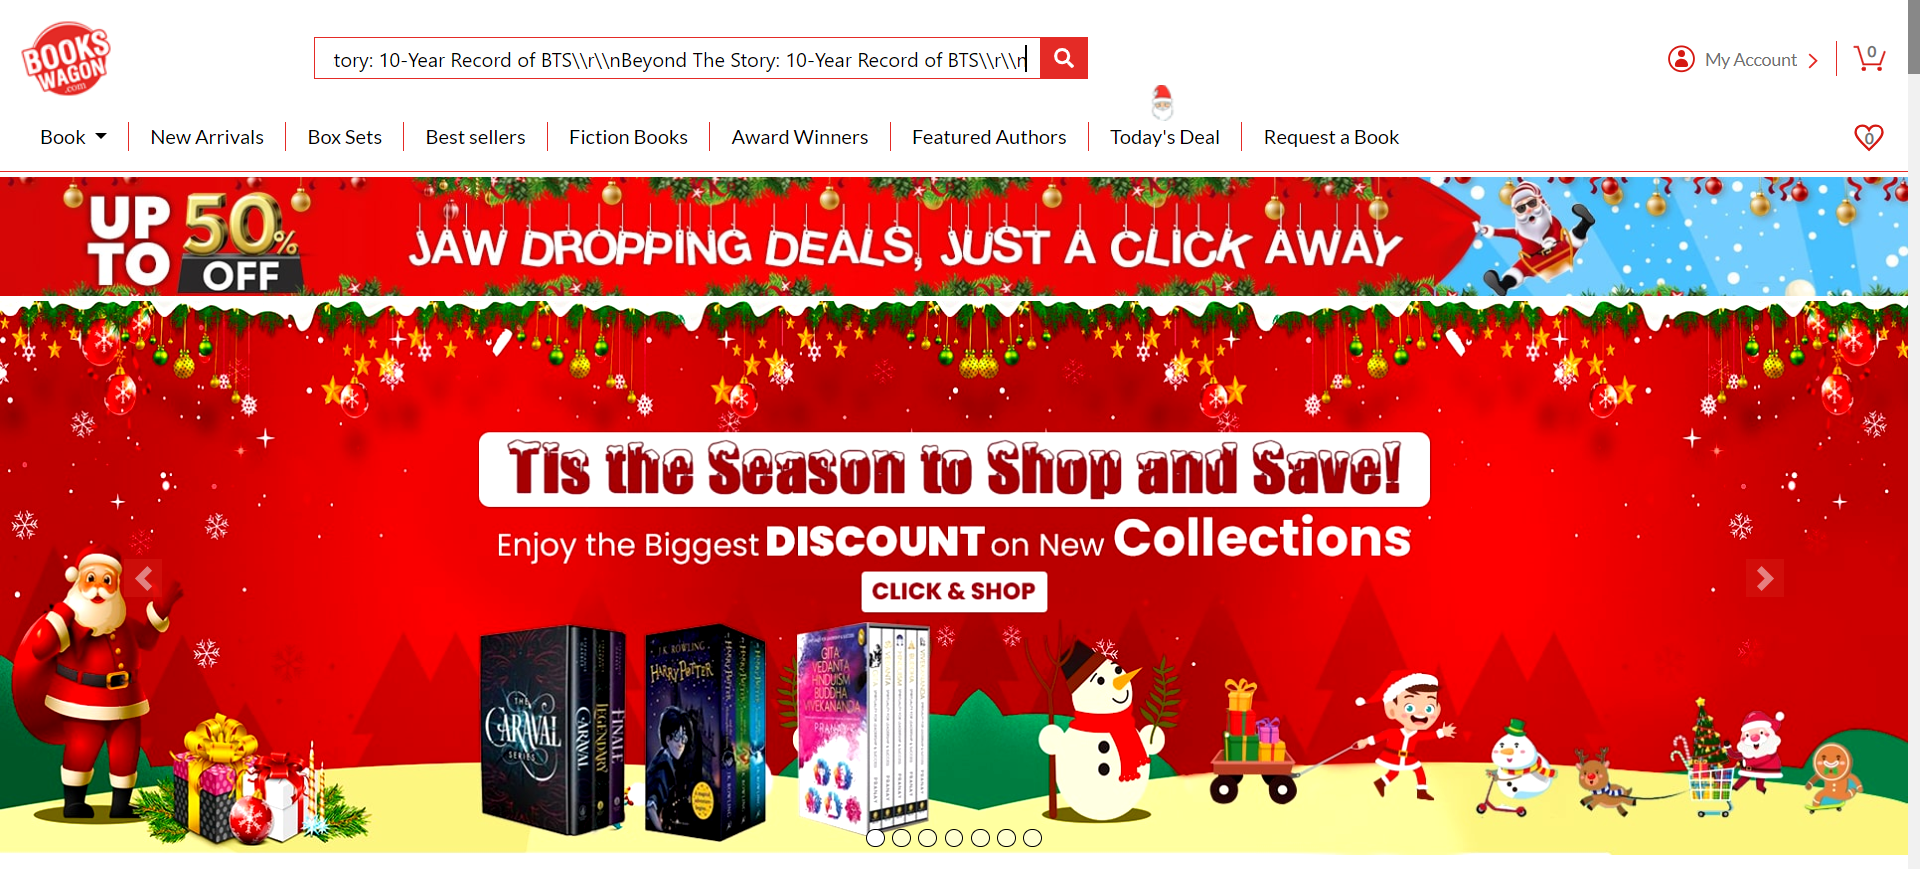 BOOKS
WAGON
.com
tory: 10-Year Record of BTS\\r\\nBeyond The Story: 10-Year Record of BTS\\r\\n
My Account
0
Book
New Arrivals
Box Sets
Best sellers
Fiction Books
Award Winners
Featured Authors
Today's Deal
Request a Book
0
UP TO 50% OFF
JAW DROPPING DEALS, JUST A CLICK AWAY
Tis the Season to Shop and Save!
Enjoy the Biggest DISCOUNT on New Collections
CLICK & SHOP
THE
CARAVAL
SERIES
CARAVAL
LEGENDARY
FINALE
J.K. ROWLING
HARRY POTTER
GITA
VEDANTA
HINDUISM
BUDDHA
VIVEKANANDA
PRANAY